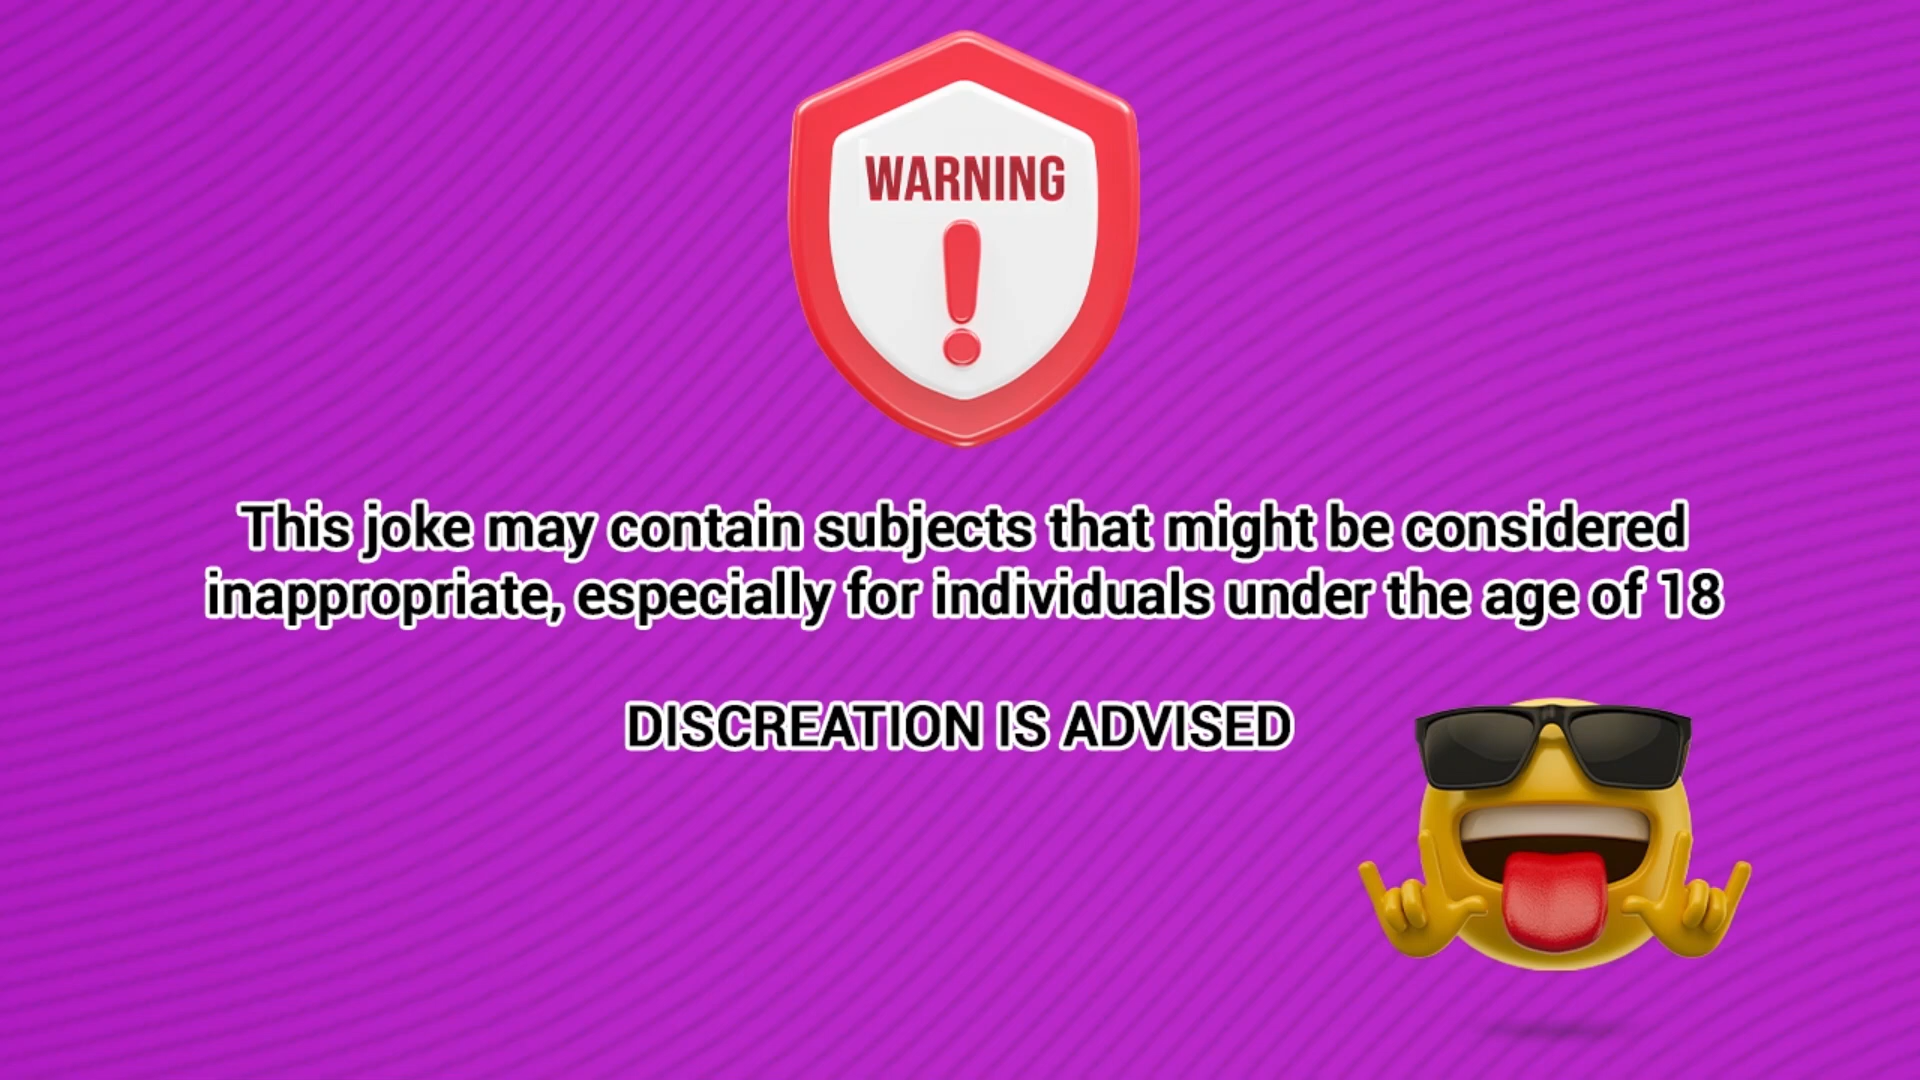 WARNING
This joke may contain subjects that might be considered
inappropriate, especially for individuals under the age of 18
DISCREATION IS ADVISED